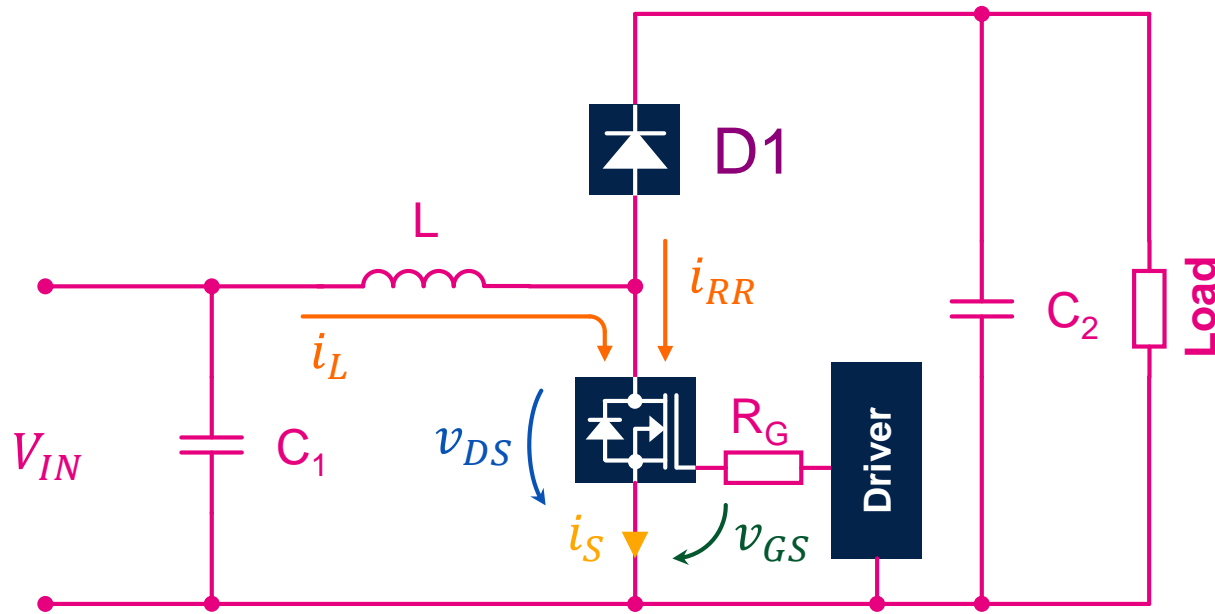 D1
L
i_RR
i_L
C_2
Load
V_IN
C_1
v_DS
R_G
Driver
i_S
v_GS